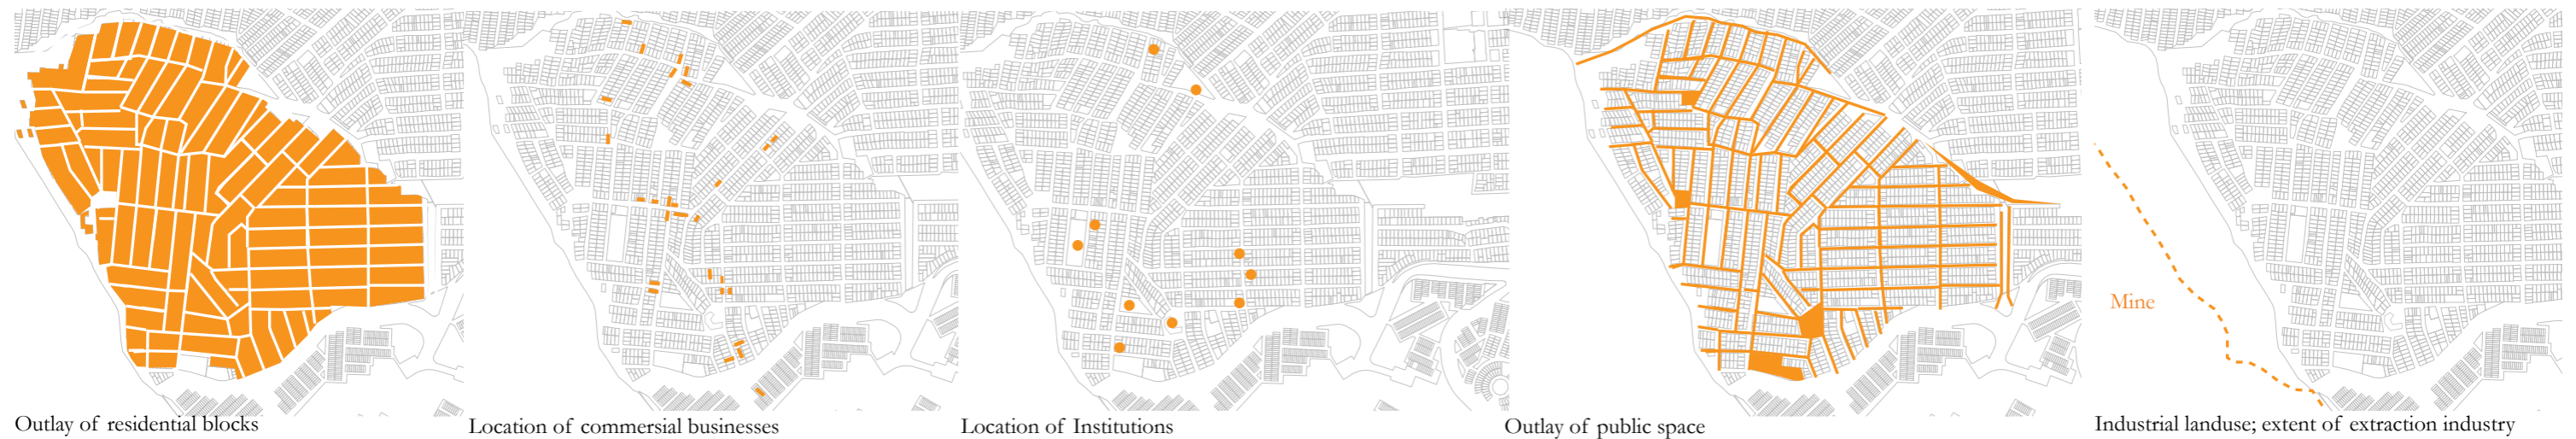 Mine
Outlay of residential blocks
Location of commersial businesses
Location of Institutions
Outlay of public space
Industrial landuse; extent of extraction industry